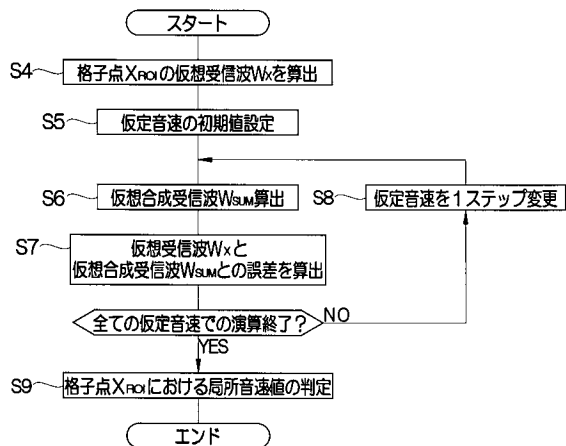 スタート
S4 格子点XROIの仮想受信波Wxを算出
S5 仮定音速の初期値設定
S6 仮想合成受信波WSUM算出
S8 仮定音速を1ステップ変更
S7 仮想受信波Wxと
仮想合成受信波WSUMとの誤差を算出
全ての仮定音速での演算終了?
NO
YES
S9 格子点XROIにおける局所音速値の判定
エンド